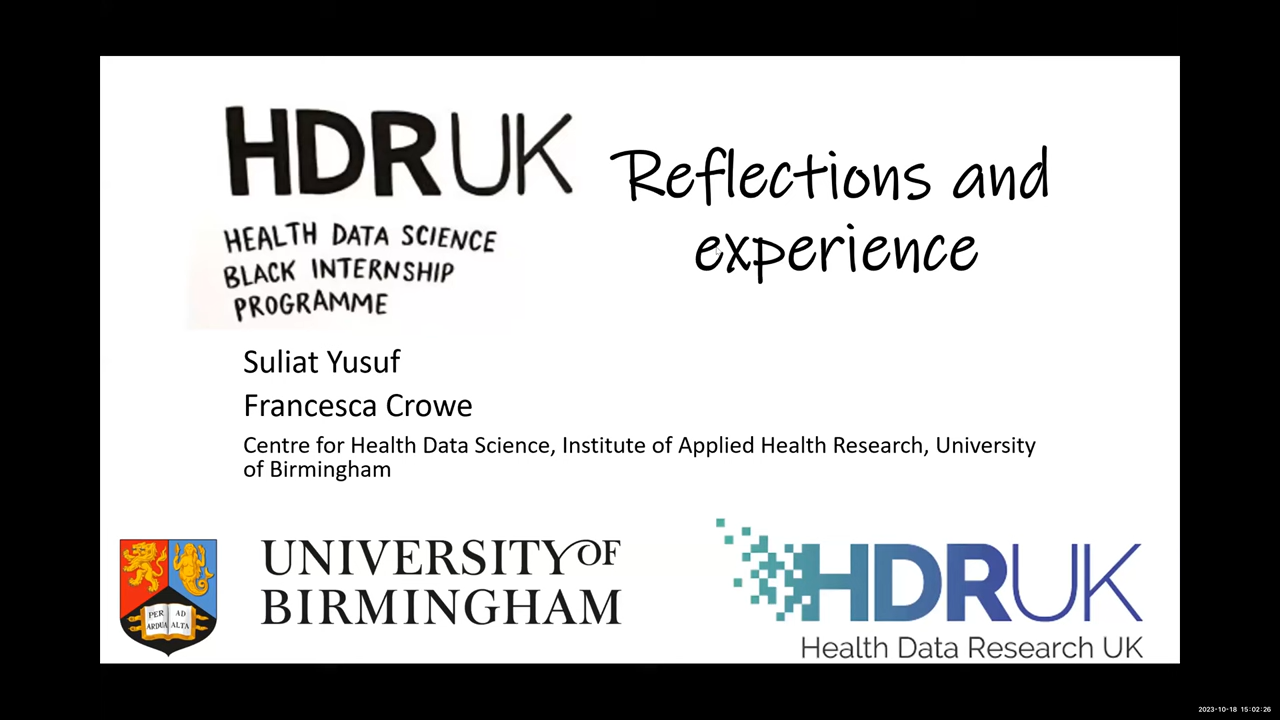 HDRUK
HEALTH DATA SCIENCE
BLACK INTERNSHIP
PROGRAMME
Reflections and
experience
Suliat Yusuf
Francesca Crowe
Centre for Health Data Science, Institute of Applied Health Research, University
of Birmingham
PER AD
ARDUA ALTA
UNIVERSITY OF
BIRMINGHAM
HDRUK
Health Data Research UK
2023-10-18 15:02:26